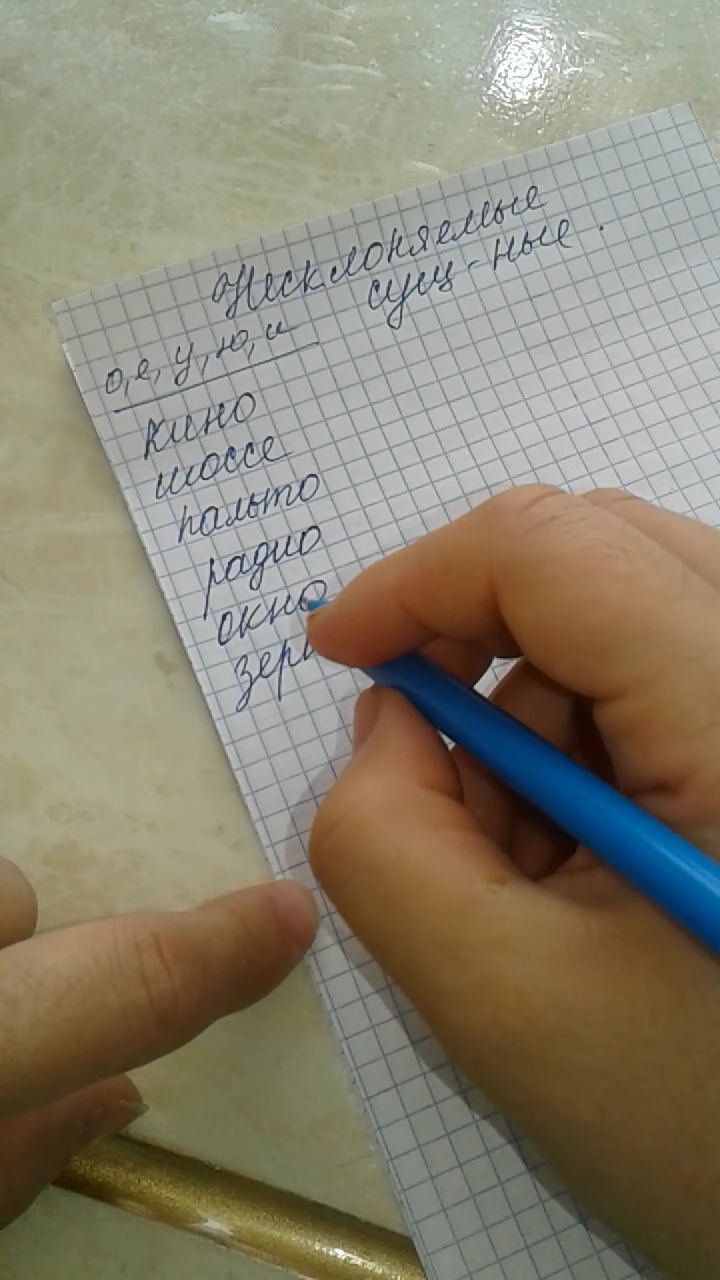 Несклоняемые
сущ-ные.
о, е, у, ю, и
кино
шоссе
пальто
радио
окно